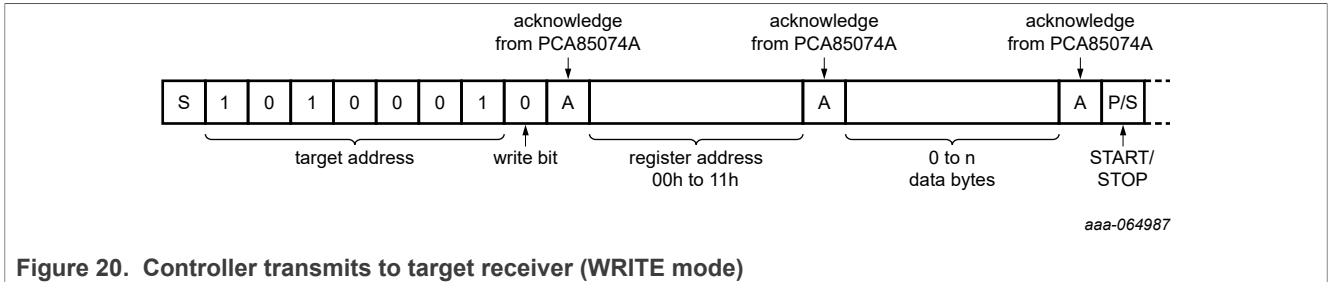 acknowledge
from PCA85074A
acknowledge
from PCA85074A
acknowledge
from PCA85074A
S 1 0 1 0 0 0 1 0 A A A P/S
target address
write bit
register address
00h to 11h
0 to n
data bytes
START/
STOP
aaa-064987
Figure 20. Controller transmits to target receiver (WRITE mode)